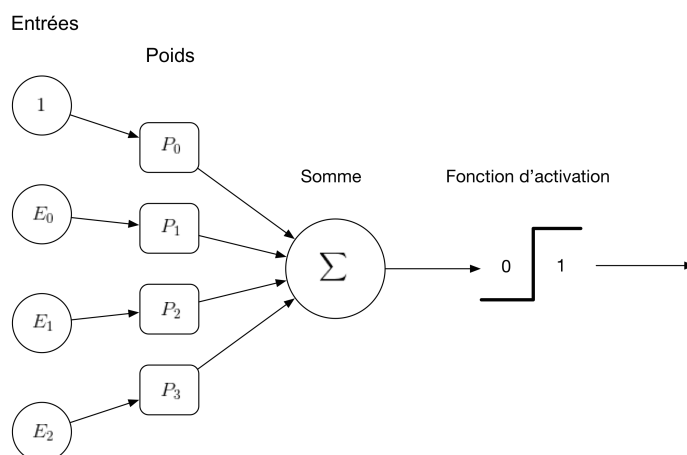 Entrées
Poids
1
P₀
Somme
Fonction d'activation
E₀
P₁
∑
0
1
E₁
P₂
P₃
E₂